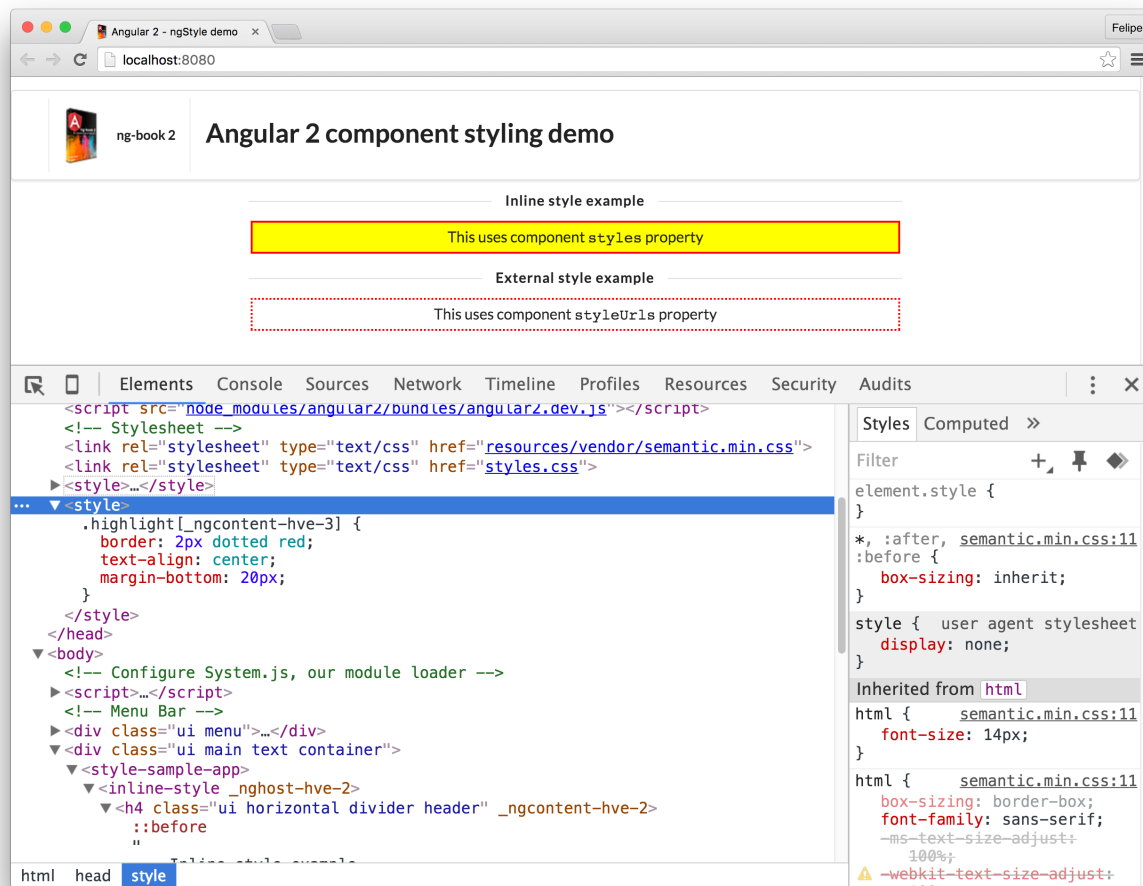 Angular 2 - ngStyle demo
Felipe
localhost:8080
ng-book 2
Angular 2 component styling demo
Inline style example
This uses component styles property
External style example
This uses component styleUrls property
Elements Console Sources Network Timeline Profiles Resources Security Audits
<script src="node_modules/angular2/bundles/angular2.dev.js"></script>
<!-- Stylesheet -->
<link rel="stylesheet" type="text/css" href="resources/vendor/semantic.min.css">
<link rel="stylesheet" type="text/css" href="styles.css">
<style>…</style>
<style>
.highlight[_ngcontent-hve-3] {
border: 2px dotted red;
text-align: center;
margin-bottom: 20px;
}
</style>
</head>
<body>
<!-- Configure System.js, our module loader -->
<script>…</script>
<!-- Menu Bar -->
<div class="ui menu">…</div>
<div class="ui main text container">
<style-sample-app>
<inline-style _nghost-hve-2>
<h4 class="ui horizontal divider header" _ngcontent-hve-2>
::before
"
Inline style example
html head style
Styles Computed »
Filter
element.style {
}
*, :after, semantic.min.css:11
:before {
box-sizing: inherit;
}
style { user agent stylesheet
display: none;
}
Inherited from html
html { semantic.min.css:11
font-size: 14px;
}
html { semantic.min.css:11
box-sizing: border-box;
font-family: sans-serif;
-ms-text-size-adjust:
100%;
-webkit-text-size-adjust: